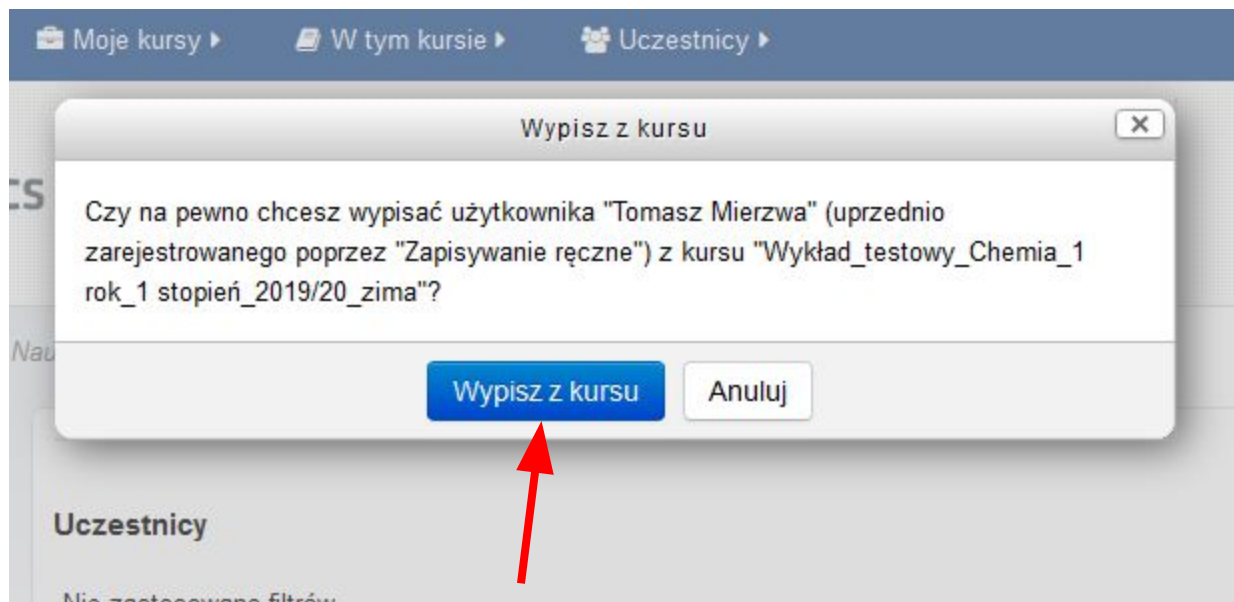 Moje kursy W tym kursie Uczestnicy
Wypisz z kursu
Czy na pewno chcesz wypisać użytkownika "Tomasz Mierzwa" (uprzednio
zarejestrowanego poprzez "Zapisywanie ręczne") z kursu "Wykład_testowy_Chemia_1
rok_1 stopień_2019/20_zima"?
Wypisz z kursu Anuluj
Uczestnicy